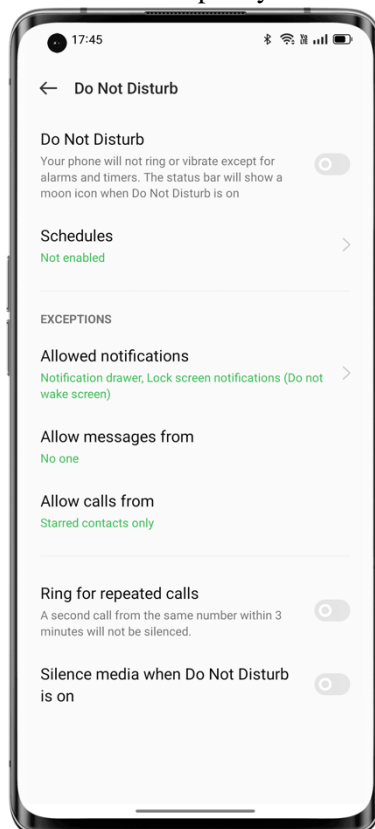 17:45
Do Not Disturb
Do Not Disturb
Your phone will not ring or vibrate except for
alarms and timers. The status bar will show a
moon icon when Do Not Disturb is on
Schedules
Not enabled
EXCEPTIONS
Allowed notifications
Notification drawer, Lock screen notifications (Do not
wake screen)
Allow messages from
No one
Allow calls from
Starred contacts only
Ring for repeated calls
A second call from the same number within 3
minutes will not be silenced.
Silence media when Do Not Disturb
is on